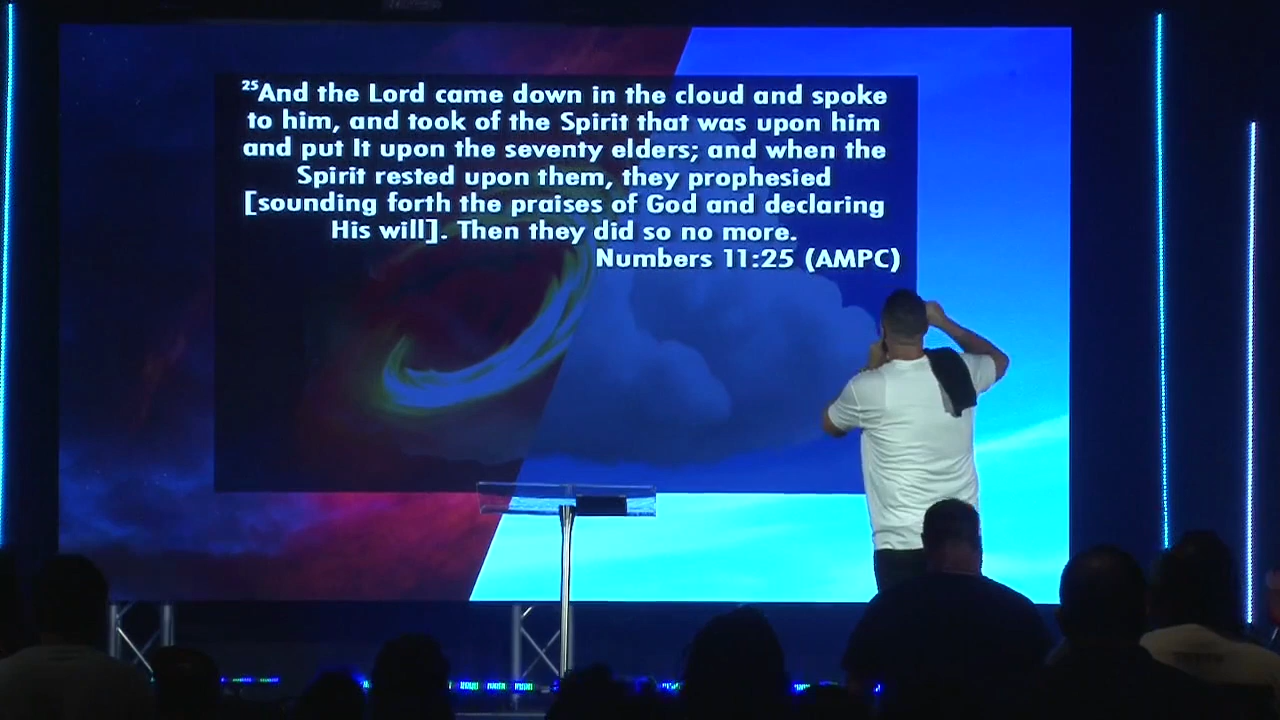 25And the Lord came down in the cloud and spoke
to him, and took of the Spirit that was upon him
and put It upon the seventy elders; and when the
Spirit rested upon them, they prophesied
[sounding forth the praises of God and declaring
His will]. Then they did so no more.
Numbers 11:25 (AMPC)